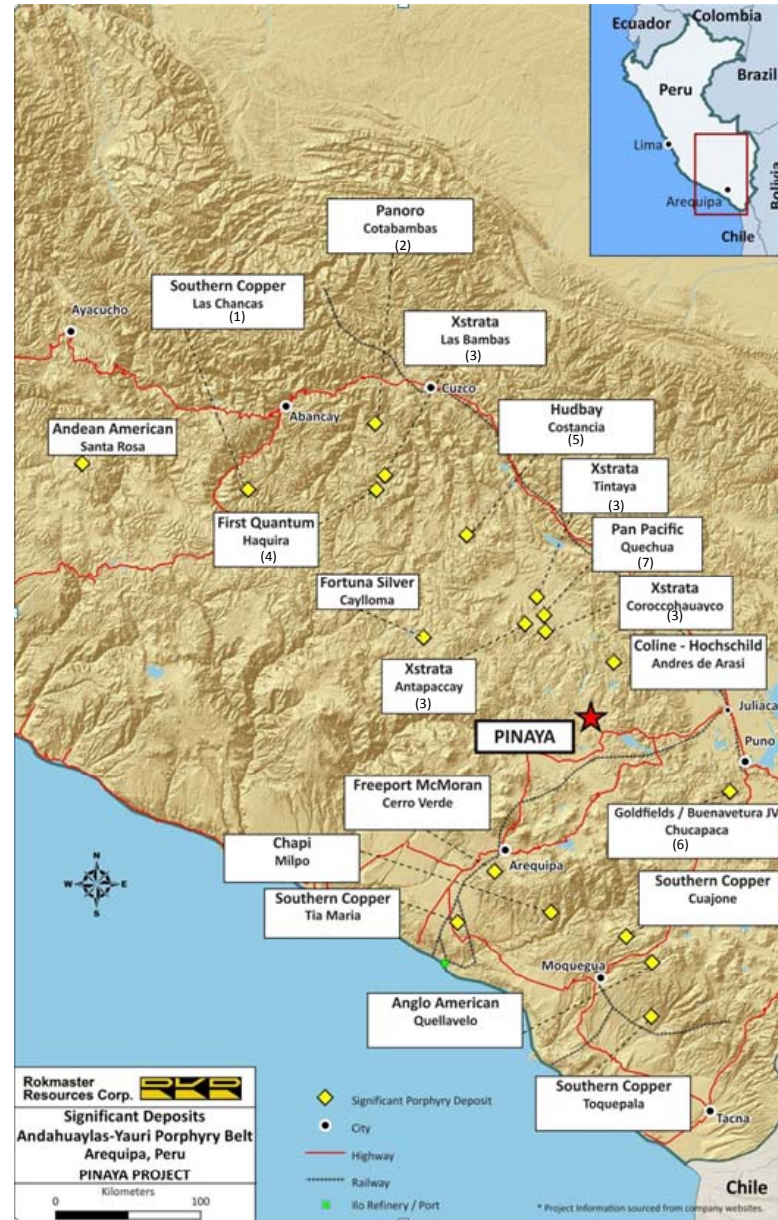 Ecuador
Colombia
Brazil
Peru
Lima
Arequipa
Bolivia
Chile
Panoro
Cotabambas
(2)
Southern Copper
Las Chancas
(1)
Ayacucho
Xstrata
Las Bambas
(3)
Cuzco
Abancay
Andean American
Santa Rosa
Hudbay
Costancia
(5)
Xstrata
Tintaya
(3)
First Quantum
Haquira
(4)
Pan Pacific
Quechua
(7)
Fortuna Silver
Caylloma
Xstrata
Coroccohauayco
(3)
Coline - Hochschild
Andres de Arasi
Xstrata
Antapaccay
(3)
Juliaca
PINAYA
Puno
Freeport McMoran
Cerro Verde
Goldfields / Buenavetura JV
Chucapaca
(6)
Chapi
Milpo
Arequipa
Southern Copper
Cuajone
Southern Copper
Tia Maria
Moquegua
Anglo American
Quellavelo
Southern Copper
Toquepala
Tacna
Chile
N
W
E
S
Rokmaster
Resources Corp.
RKR
Significant Deposits
Andahuaylas-Yauri Porphyry Belt
Arequipa, Peru
PINAYA PROJECT
Kilometers
0 100
Significant Porphyry Deposit
City
Highway
Railway
Ilo Refinery / Port
* Project Information sourced from company websites.